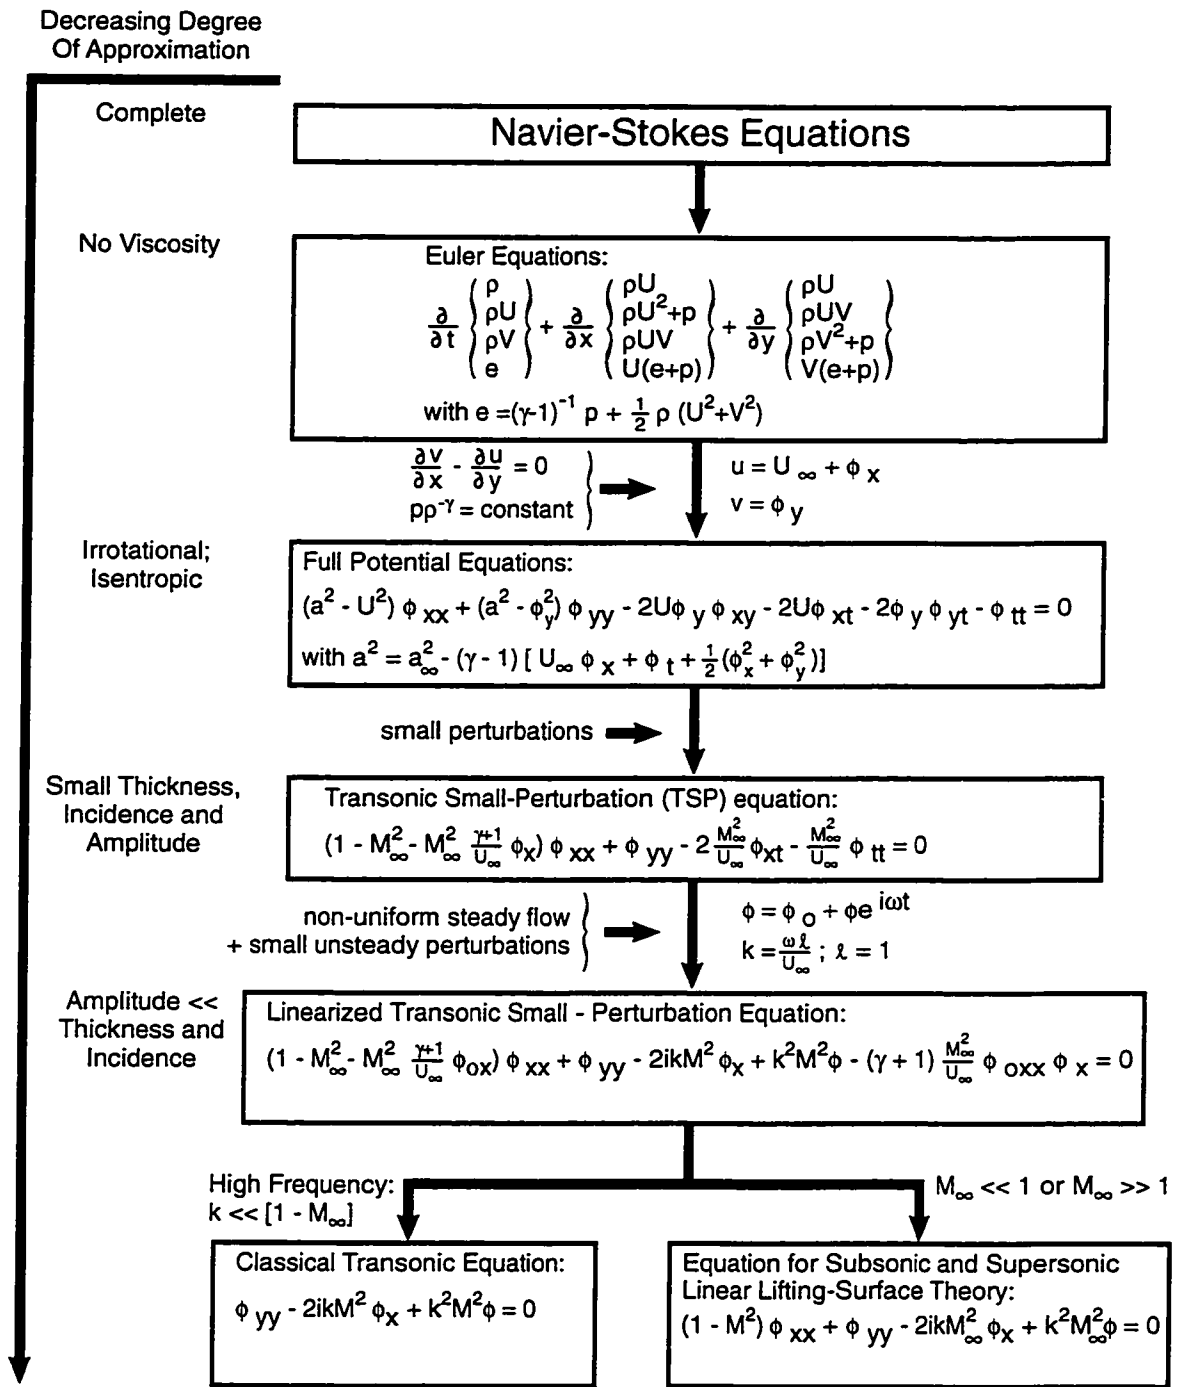 Decreasing Degree
Of Approximation
Complete
Navier-Stokes Equations
No Viscosity
Euler Equations:
∂/∂t {ρ, ρU, ρV, e} + ∂/∂x {ρU, ρU²+p, ρUV, U(e+p)} + ∂/∂y {ρU, ρUV, ρV²+p, V(e+p)}
with e =(γ-1)⁻¹ p + 1/2 ρ (U²+V²)
∂v/∂x - ∂u/∂y = 0
pρ^-γ = constant
u = U∞ + ϕx
v = ϕy
Irrotational;
Isentropic
Full Potential Equations:
(a² - U²) ϕxx + (a² - ϕy²) ϕyy - 2Uϕy ϕxy - 2Uϕxt - 2ϕy ϕyt - ϕtt = 0
with a² = a∞² - (γ - 1) [ U∞ ϕx + ϕt + 1/2 (ϕx² + ϕy²)]
small perturbations
Small Thickness,
Incidence and
Amplitude
Transonic Small-Perturbation (TSP) equation:
(1 - M∞² - M∞² (γ+1)/U∞ ϕx) ϕxx + ϕyy - 2 M∞²/U∞ ϕxt - M∞²/U∞ ϕtt = 0
non-uniform steady flow
+ small unsteady perturbations
ϕ = ϕo + ϕe^iωt
k = ωℓ/U∞ ; ℓ = 1
Amplitude <<
Thickness and
Incidence
Linearized Transonic Small - Perturbation Equation:
(1 - M∞² - M∞² (γ+1)/U∞ ϕox) ϕxx + ϕyy - 2ikM² ϕx + k²M²ϕ - (γ + 1) M∞²/U∞ ϕoxx ϕx = 0
High Frequency:
k << [1 - M∞]
M∞ << 1 or M∞ >> 1
Classical Transonic Equation:
ϕyy - 2ikM² ϕx + k²M²ϕ = 0
Equation for Subsonic and Supersonic
Linear Lifting-Surface Theory:
(1 - M²) ϕxx + ϕyy - 2ikM∞² ϕx + k²M∞²ϕ = 0